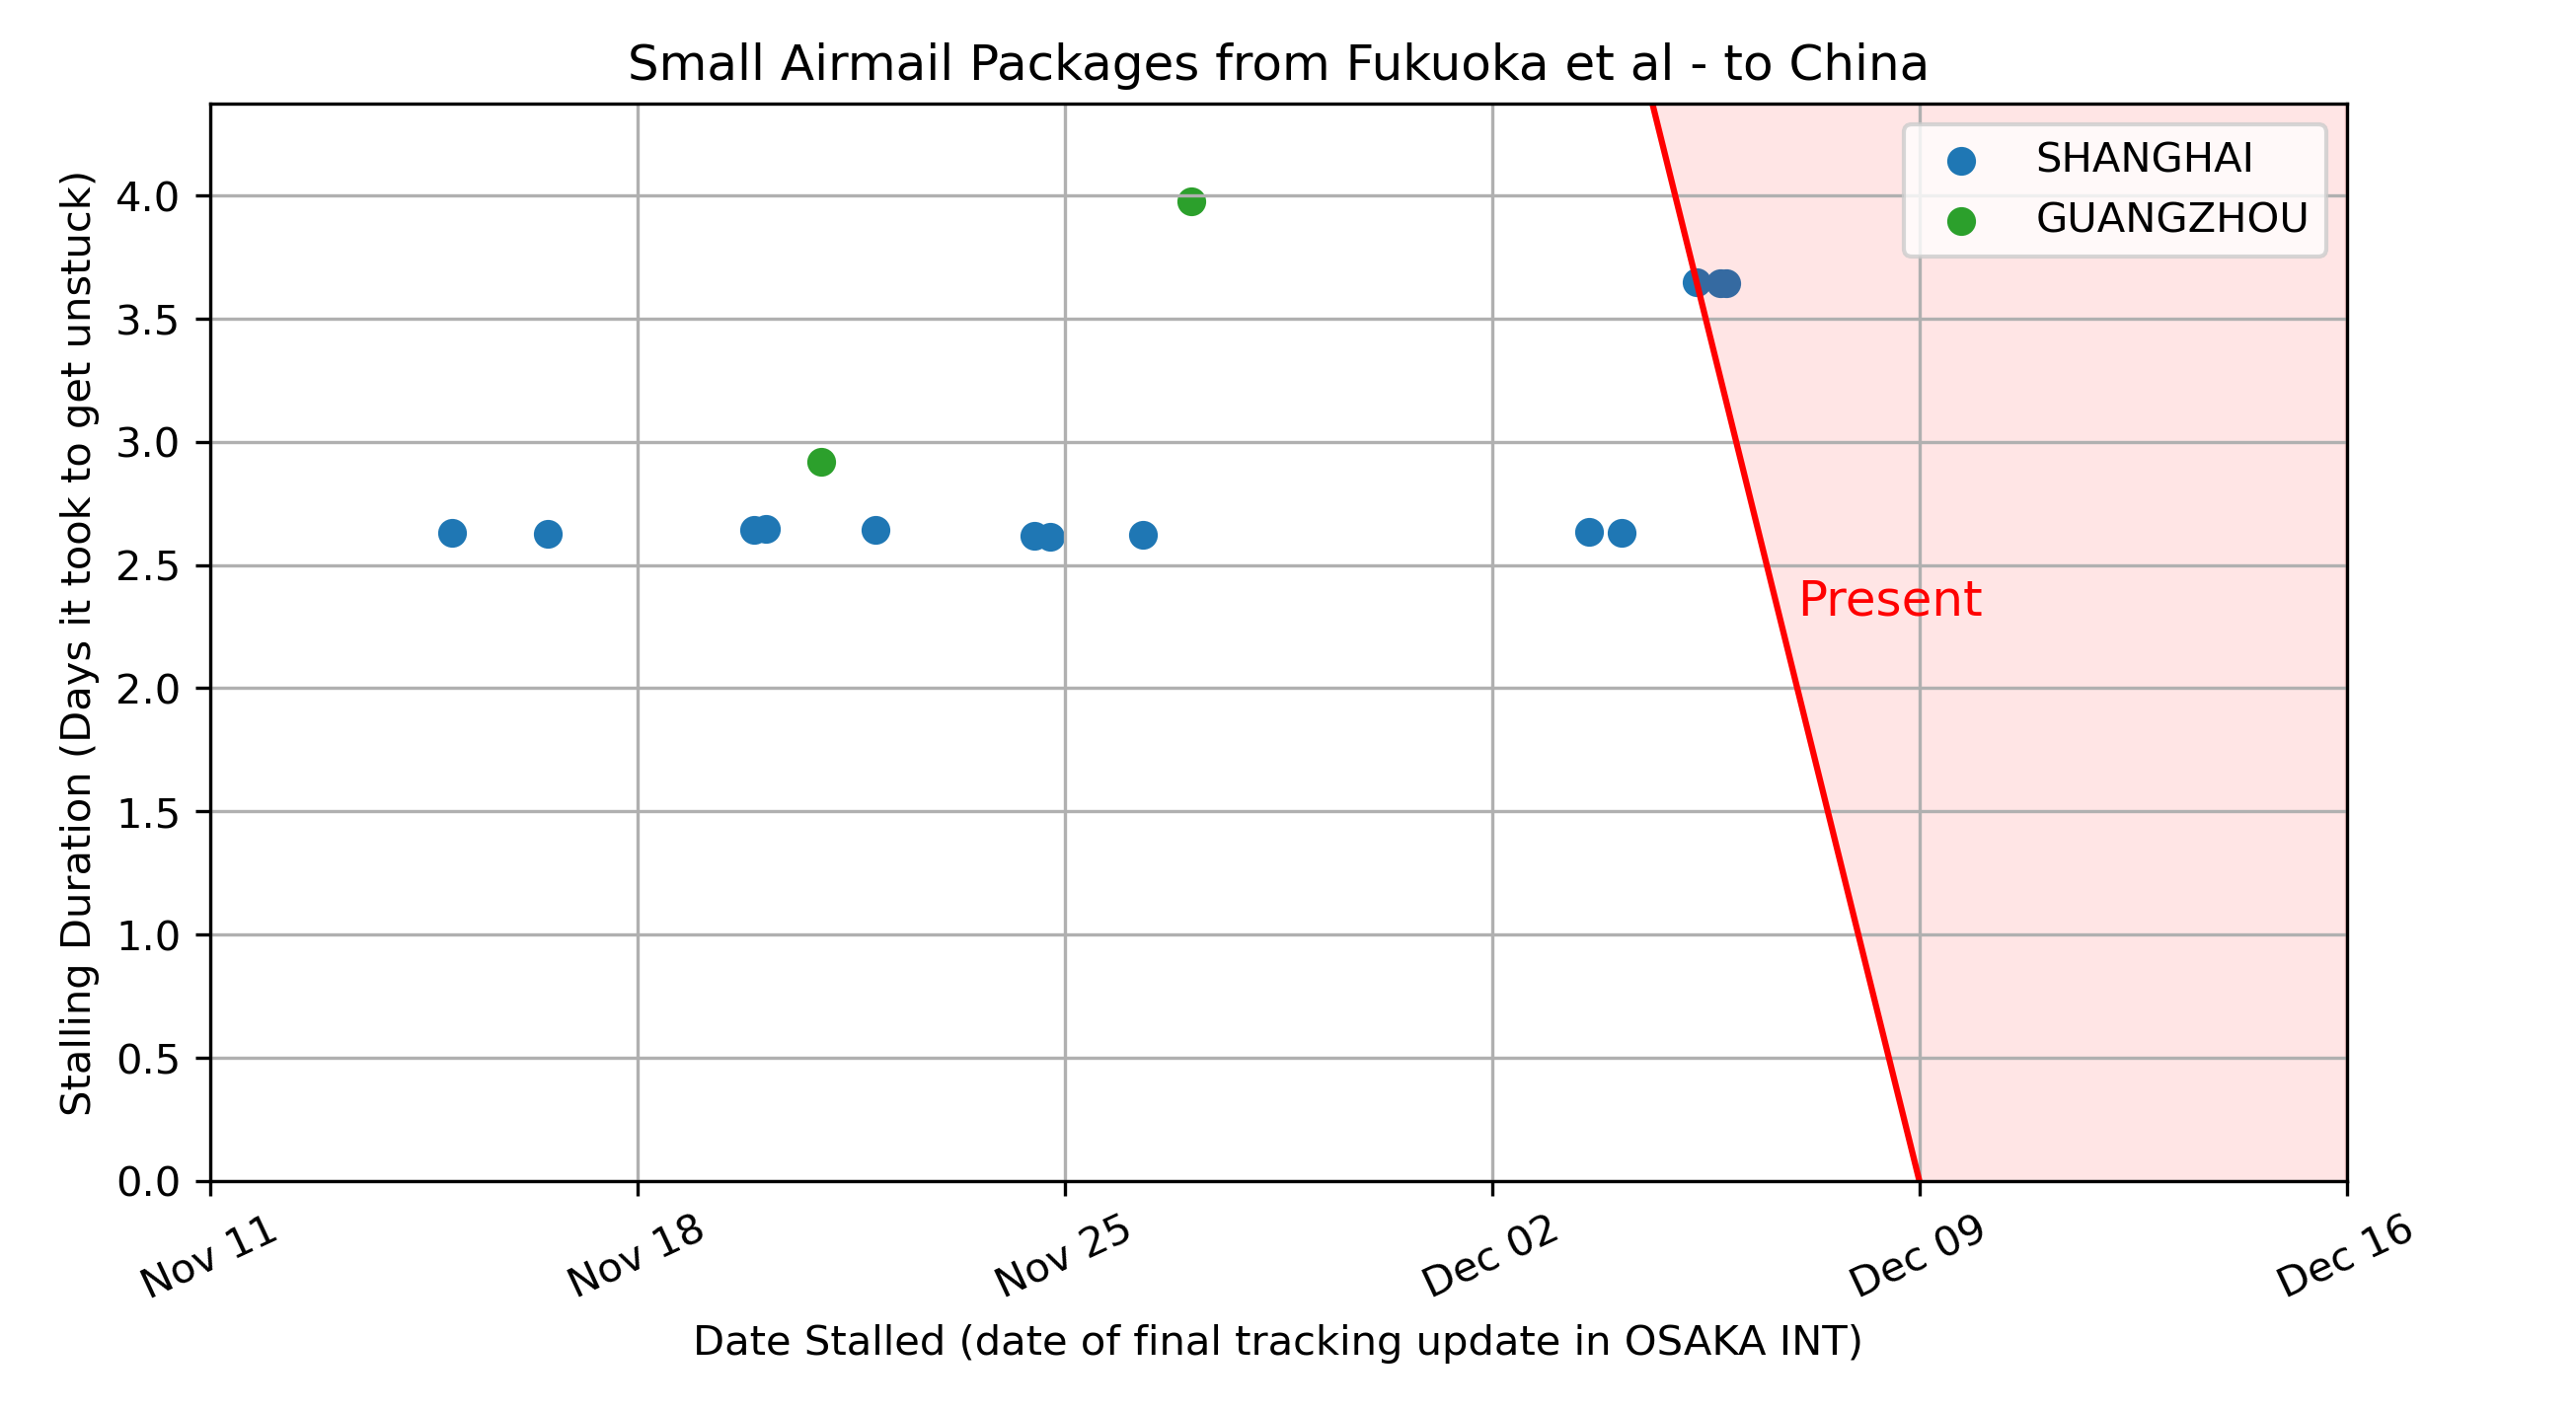 Small Airmail Packages from Fukuoka et al - to China
SHANGHAI
GUANGZHOU
Present
Stalling Duration (Days it took to get unstuck)
4.0
3.5
3.0
2.5
2.0
1.5
1.0
0.5
0.0
Nov 11
Nov 18
Nov 25
Dec 02
Dec 09
Dec 16
Date Stalled (date of final tracking update in OSAKA INT)